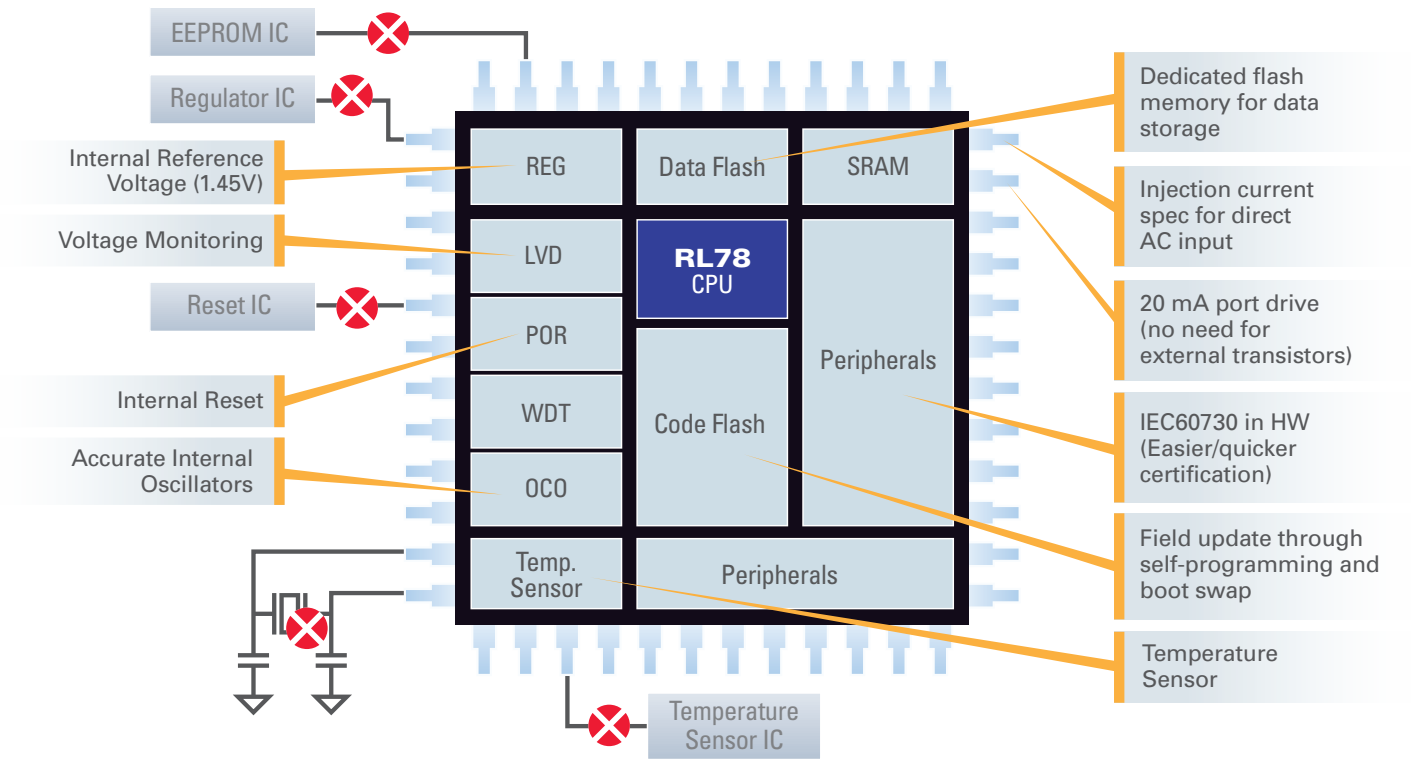 EEPROM IC
Regulator IC
Internal Reference
Voltage (1.45V)
Voltage Monitoring
Reset IC
Internal Reset
Accurate Internal
Oscillators
REG
Data Flash
SRAM
LVD
RL78
CPU
POR
WDT
OCO
Code Flash
Peripherals
Temp.
Sensor
Peripherals
Temperature
Sensor IC
Dedicated flash
memory for data
storage
Injection current
spec for direct
AC input
20 mA port drive
(no need for
external transistors)
IEC60730 in HW
(Easier/quicker
certification)
Field update through
self-programming and
boot swap
Temperature
Sensor